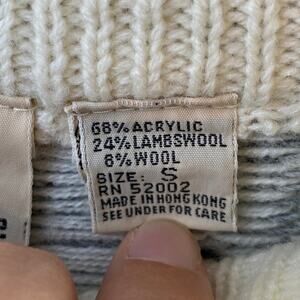 68% ACRYLIC
24% LAMBSWOOL
8% WOOL
SIZE: S
RN 52002
MADE IN HONG KONG
SEE UNDER FOR CARE